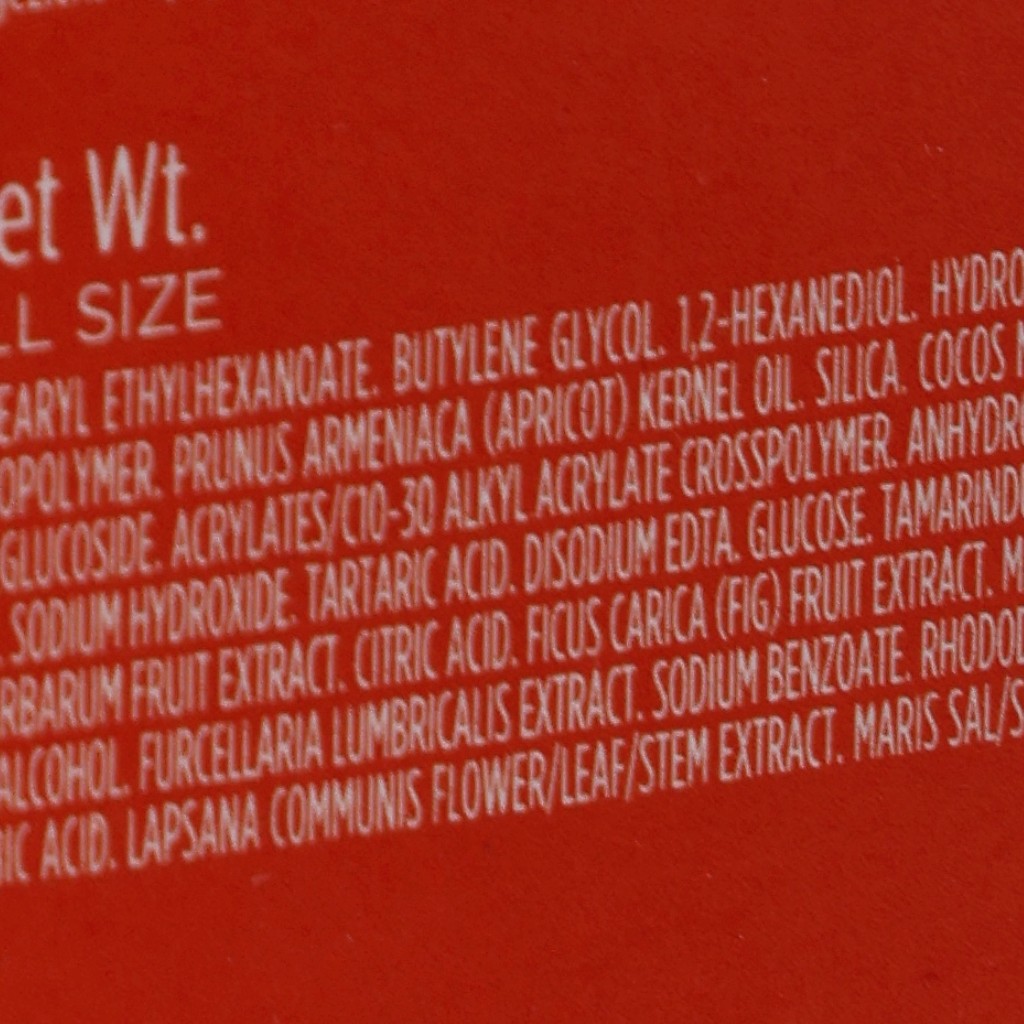 et Wt.
LL SIZE
EARYL ETHYLHEXANOATE. BUTYLENE GLYCOL. 1,2-HEXANEDIOL. HYDRO
OPOLYMER. PRUNUS ARMENIACA (APRICOT) KERNEL OIL. SILICA. COCOS N
GLUCOSIDE. ACRYLATES/C10-30 ALKYL ACRYLATE CROSSPOLYMER. ANHYDRO
. SODIUM HYDROXIDE. TARTARIC ACID. DISODIUM EDTA. GLUCOSE. TAMARINDU
RBARUM FRUIT EXTRACT. CITRIC ACID. FICUS CARICA (FIG) FRUIT EXTRACT. M
ALCOHOL. FURCELLARIA LUMBRICALIS EXTRACT. SODIUM BENZOATE. RHODOD
RIC ACID. LAPSANA COMMUNIS FLOWER/LEAF/STEM EXTRACT. MARIS SAL/S